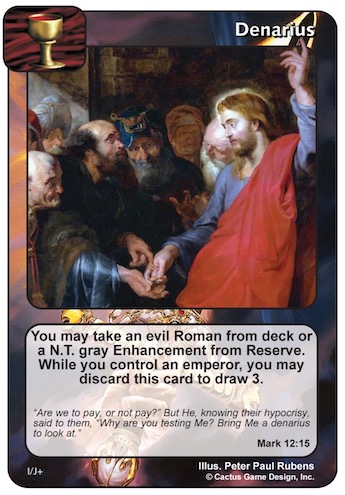 Denarius
You may take an evil Roman from deck or
a N.T. gray Enhancement from Reserve.
While you control an emperor, you may
discard this card to draw 3.
“Are we to pay, or not pay?” But He, knowing their hypocrisy,
said to them, “Why are you testing Me? Bring Me a denarius
to look at.”
Mark 12:15
I/J+
Illus. Peter Paul Rubens
© Cactus Game Design, Inc.